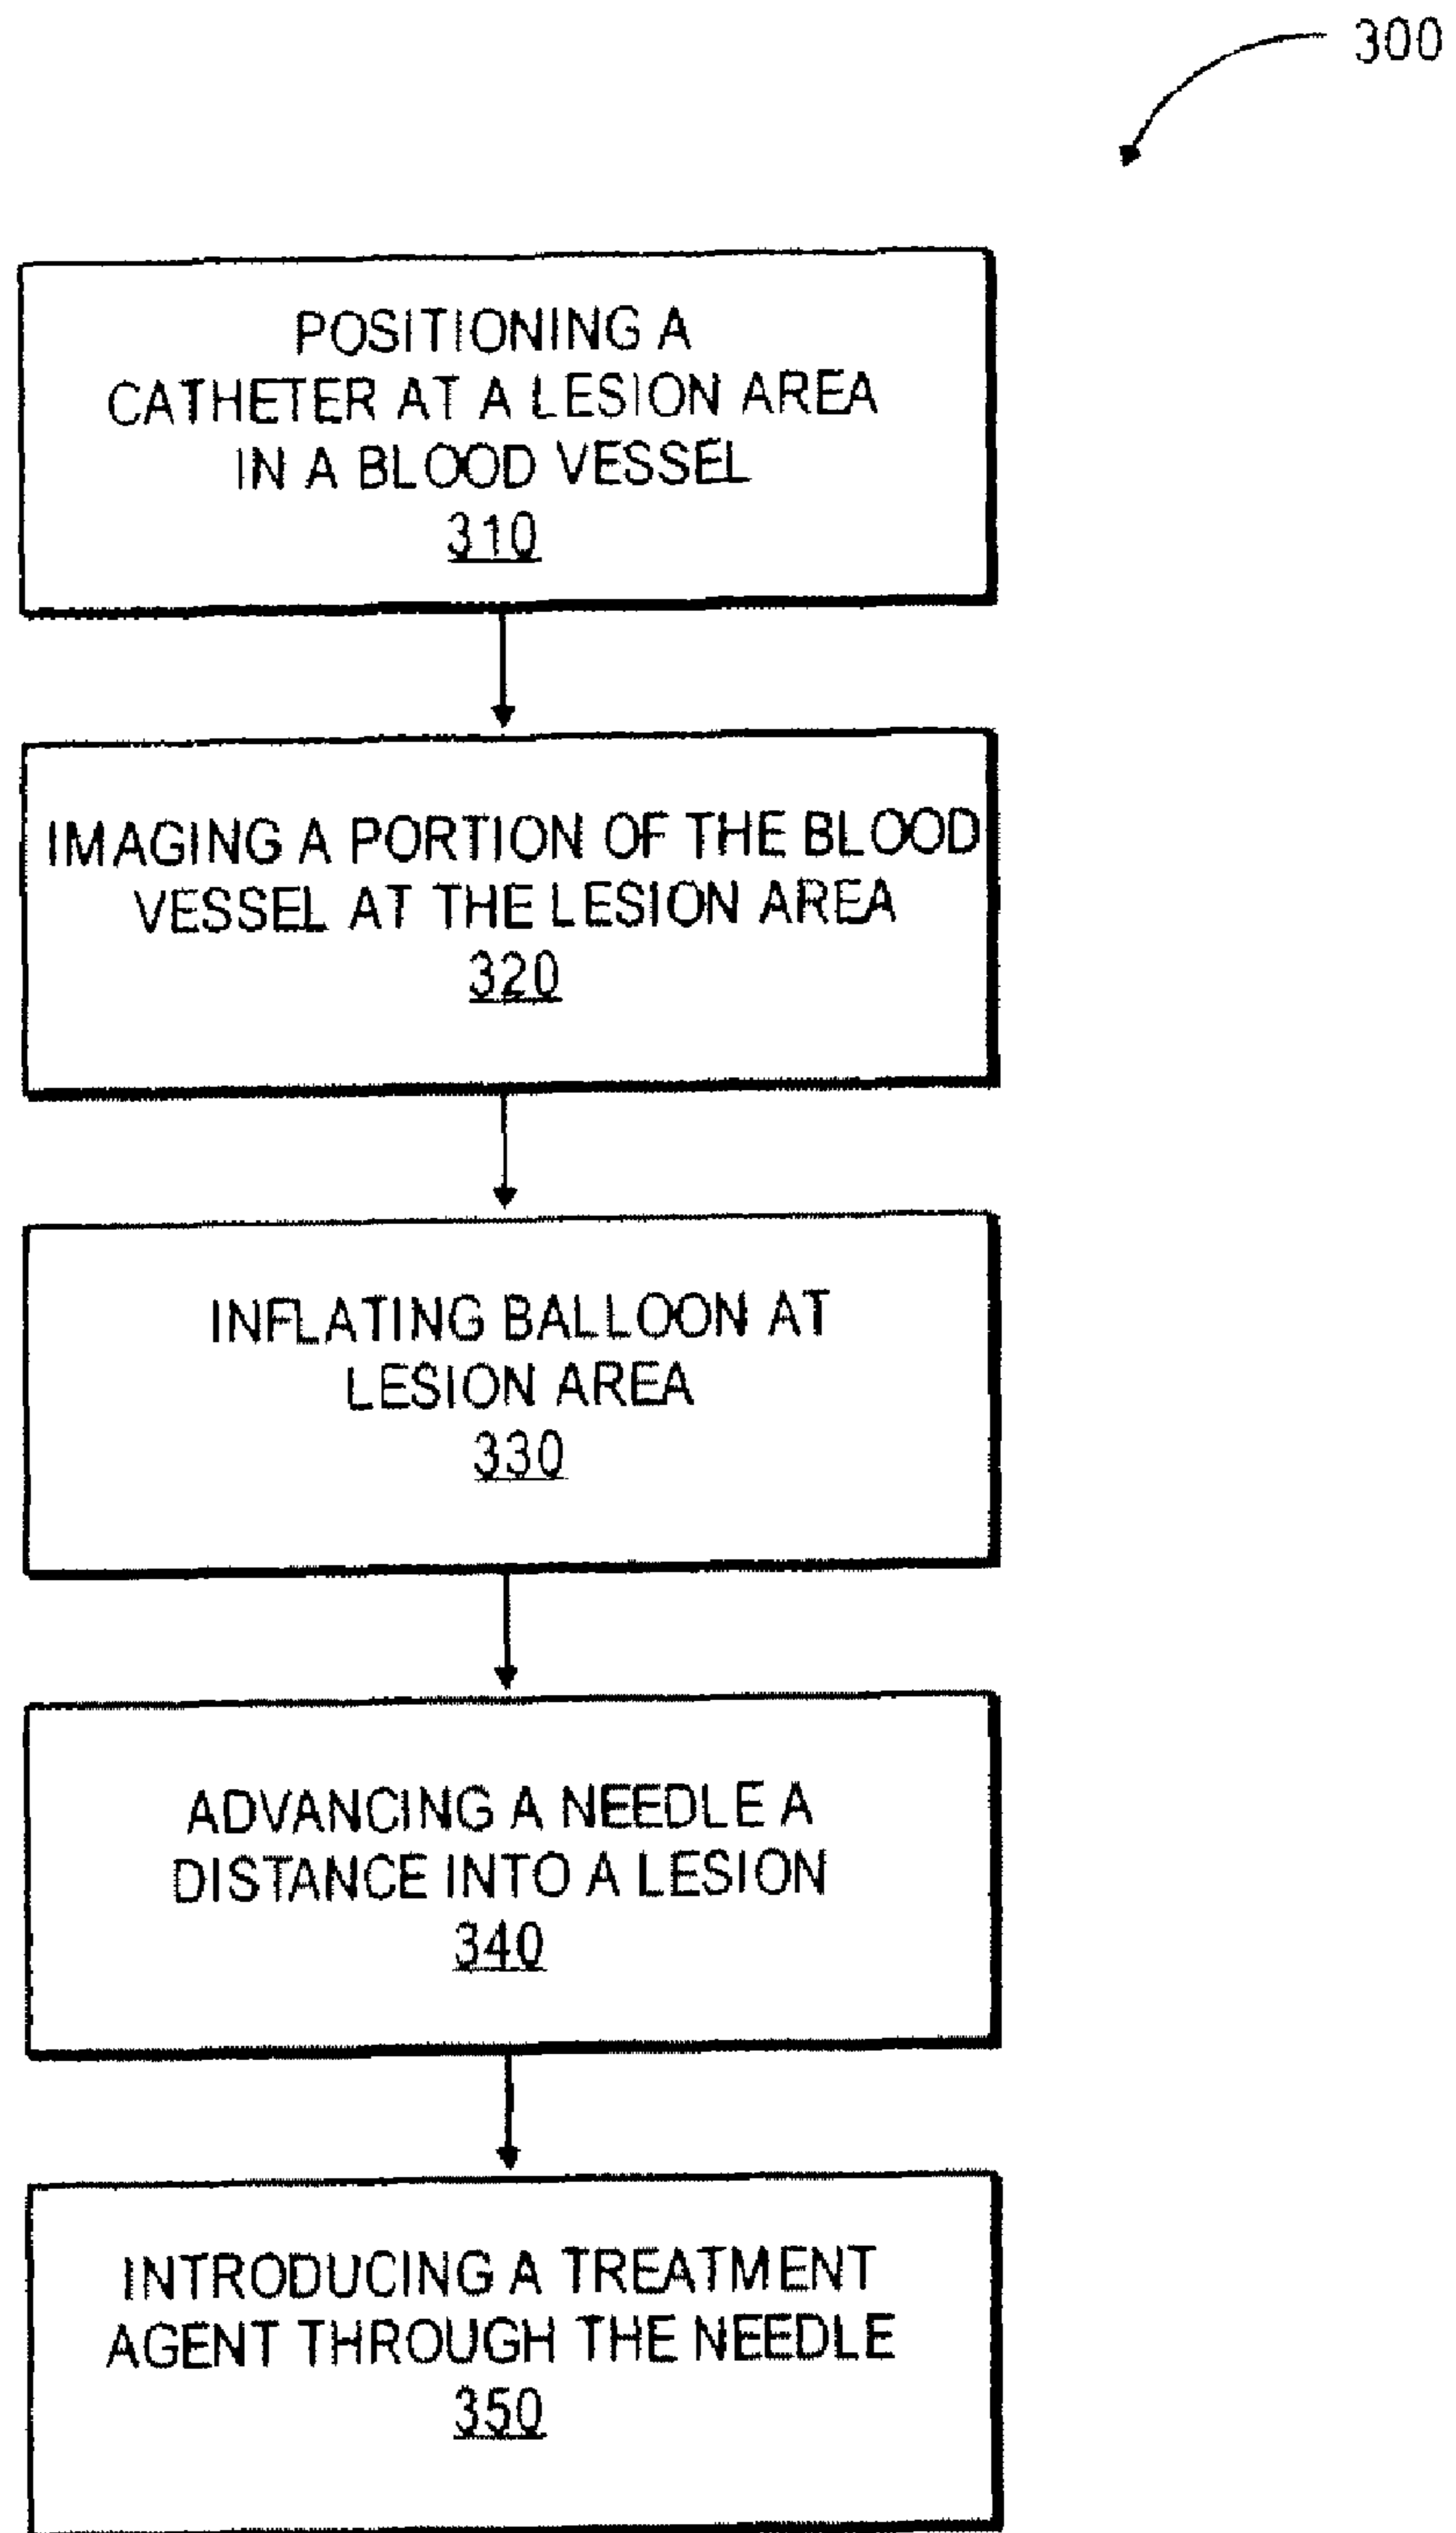 300
POSITIONING A
CATHETER AT A LESION AREA
IN A BLOOD VESSEL
310
IMAGING A PORTION OF THE BLOOD
VESSEL AT THE LESION AREA
320
INFLATING BALLOON AT
LESION AREA
330
ADVANCING A NEEDLE A
DISTANCE INTO A LESION
340
INTRODUCING A TREATMENT
AGENT THROUGH THE NEEDLE
350